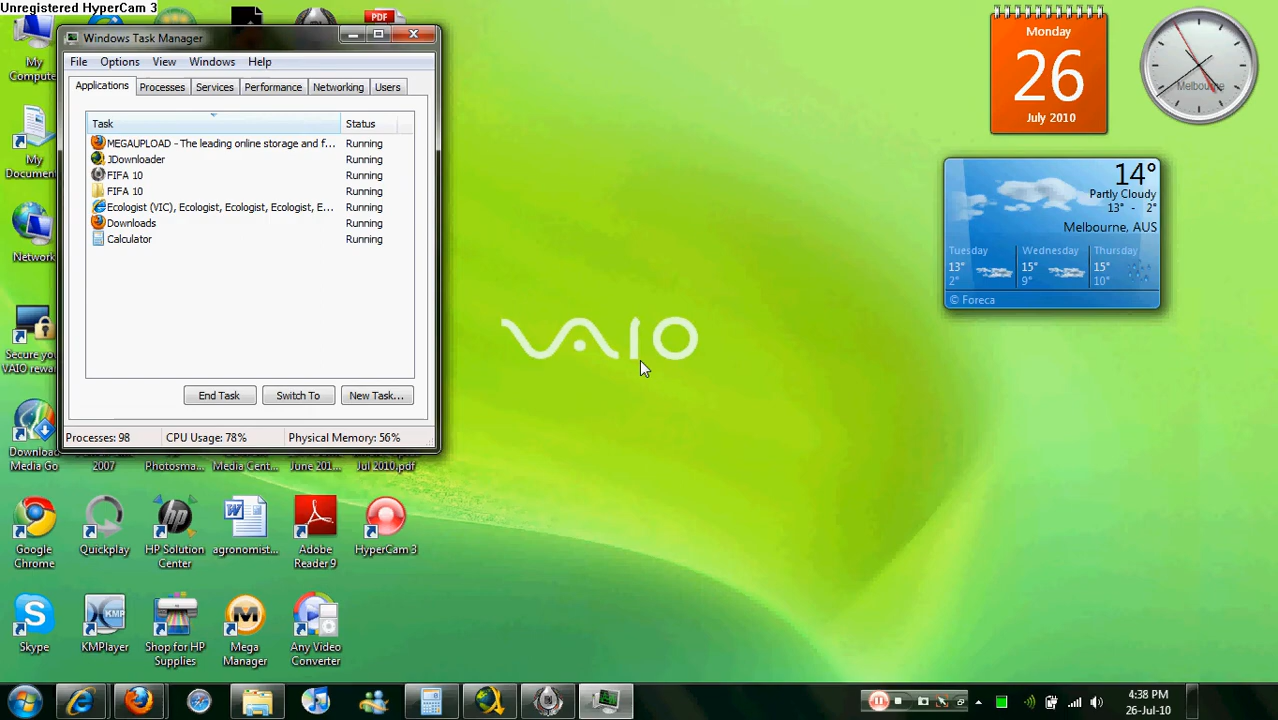 Unregistered HyperCam 3
Windows Task Manager
File Options View Windows Help
Applications Processes Services Performance Networking Users
Task Status
MEGAUPLOAD - The leading online storage and f... Running
JDownloader Running
FIFA 10 Running
FIFA 10 Running
Ecologist (VIC), Ecologist, Ecologist, Ecologist, E... Running
Downloads Running
Calculator Running
End Task Switch To New Task...
Processes: 98 CPU Usage: 78% Physical Memory: 56%
My
Compute
My
Documen
Network
Secure yo
VAIO rewa
Download
Media Go
2007
Photosma...
Media Cent...
June 201...
Jul 2010.pdf
PDF
Google
Chrome
Quickplay
HP Solution
Center
agronomist...
Adobe
Reader 9
HyperCam 3
Skype
KMPlayer
Shop for HP
Supplies
Mega
Manager
Any Video
Converter
VAIO
Monday
26
July 2010
Melbourne
14°
Partly Cloudy
13° - 2°
Melbourne, AUS
Tuesday Wednesday Thursday
13° 15° 15°
2° 9° 10°
© Foreca
4:38 PM
26-Jul-10